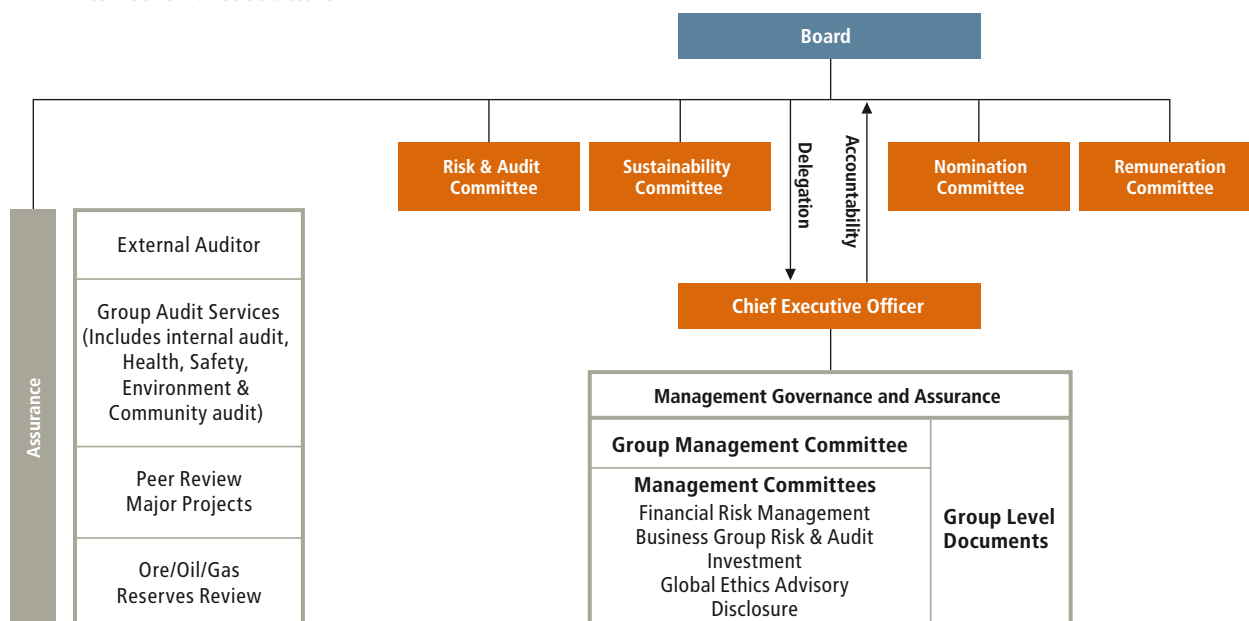 Board
Delegation
Accountability
Risk & Audit
Committee
Sustainability
Committee
Nomination
Committee
Remuneration
Committee
Chief Executive Officer
Assurance
External Auditor
Group Audit Services
(Includes internal audit,
Health, Safety,
Environment &
Community audit)
Peer Review
Major Projects
Ore/Oil/Gas
Reserves Review
Management Governance and Assurance
Group Management Committee
Management Committees
Financial Risk Management
Business Group Risk & Audit
Investment
Global Ethics Advisory
Disclosure
Group Level
Documents